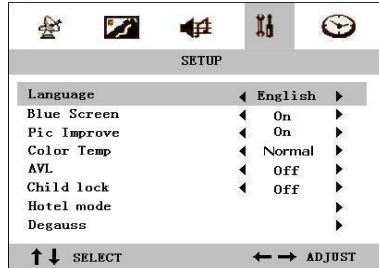 SETUP
Language English
Blue Screen On
Pic Improve On
Color Temp Normal
AVL Off
Child lock Off
Hotel mode
Degauss
SELECT ADJUST